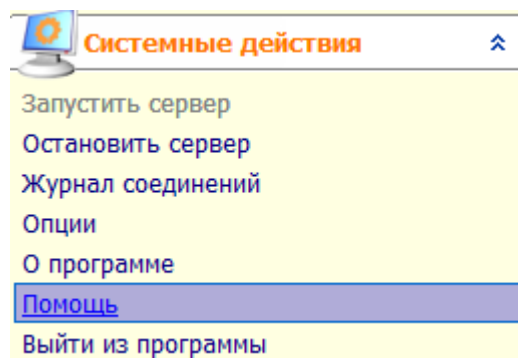 Системные действия
Запустить сервер
Остановить сервер
Журнал соединений
Опции
О программе
Помощь
Выйти из программы